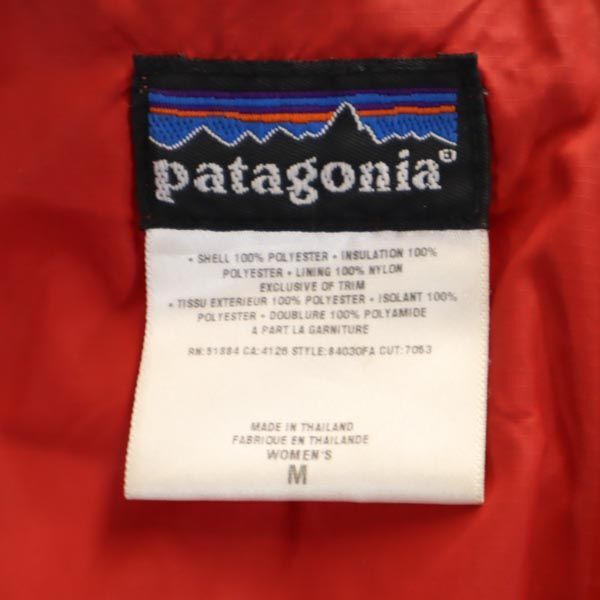 patagonia®
• SHELL 100% POLYESTER • INSULATION 100%
POLYESTER • LINING 100% NYLON
EXCLUSIVE OF TRIM
• TISSU EXTERIEUR 100% POLYESTER • ISOLANT 100%
POLYESTER • DOUBLURE 100% POLYAMIDE
A PART LA GARNITURE
RN:51884 CA:4126 STYLE:84030FA CUT:7053
MADE IN THAILAND
FABRIQUE EN THAILANDE
WOMEN'S
M